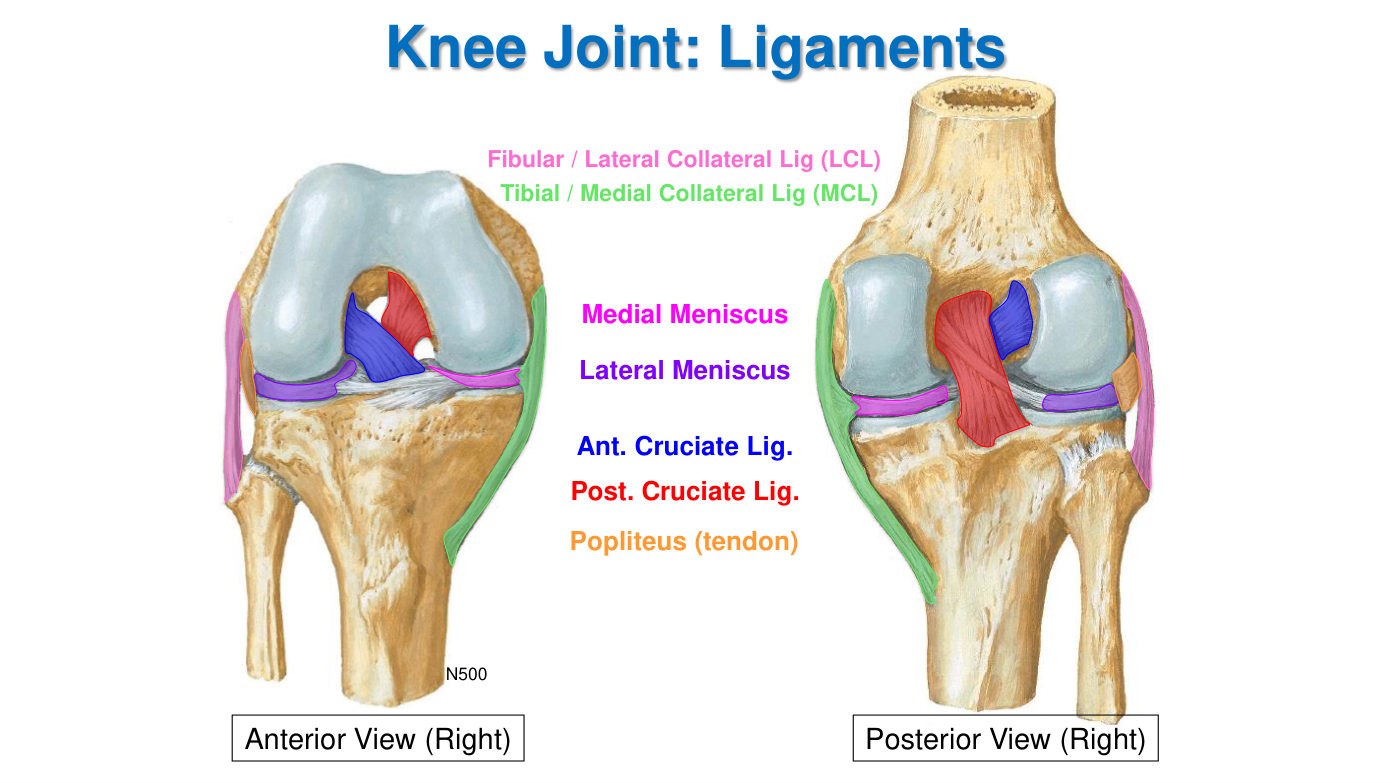 Knee Joint: Ligaments
Fibular / Lateral Collateral Lig (LCL)
Tibial / Medial Collateral Lig (MCL)
Medial Meniscus
Lateral Meniscus
Ant. Cruciate Lig.
Post. Cruciate Lig.
Popliteus (tendon)
N500
Anterior View (Right)
Posterior View (Right)